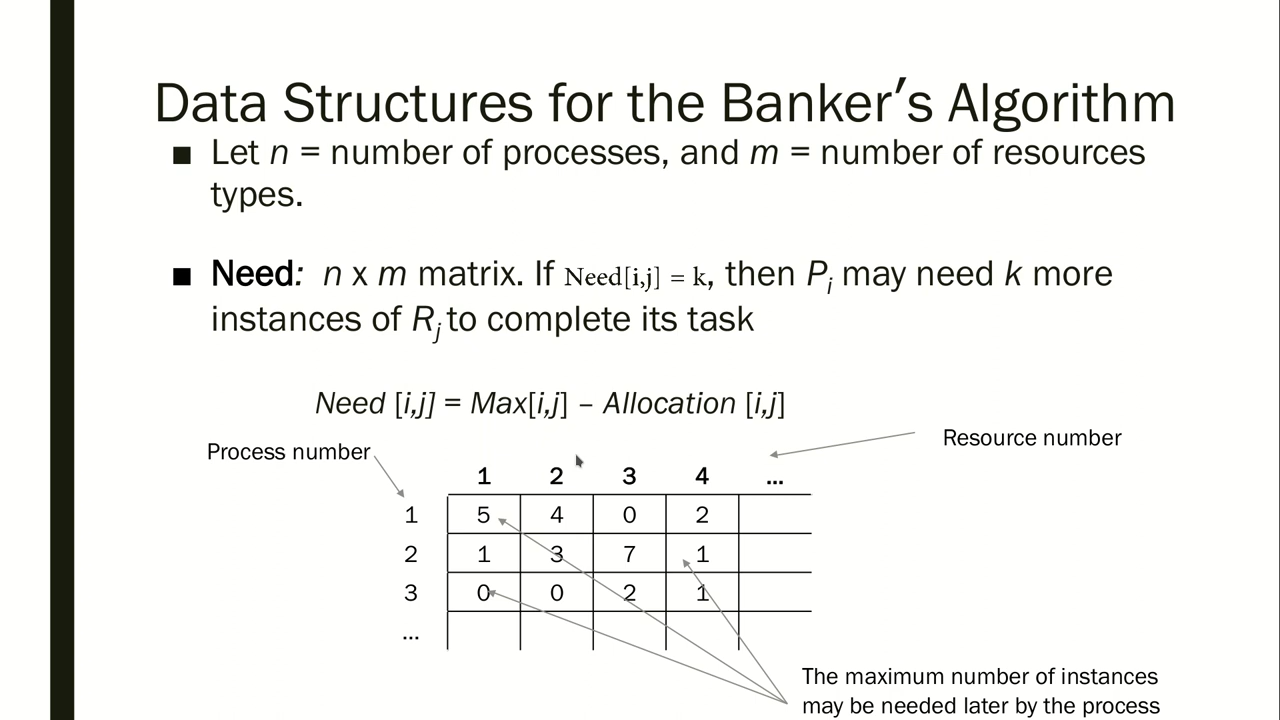 Data Structures for the Banker's Algorithm
■ Let n = number of processes, and m = number of resources
types.
■ Need: n x m matrix. If Need[i,j] = k, then Pi may need k more
instances of Rj to complete its task
Need [i,j] = Max[i,j] – Allocation [i,j]
Process number
Resource number
1 2 3 4 ...
1 5 4 0 2
2 1 3 7 1
3 0 0 2 1
...
The maximum number of instances
may be needed later by the process